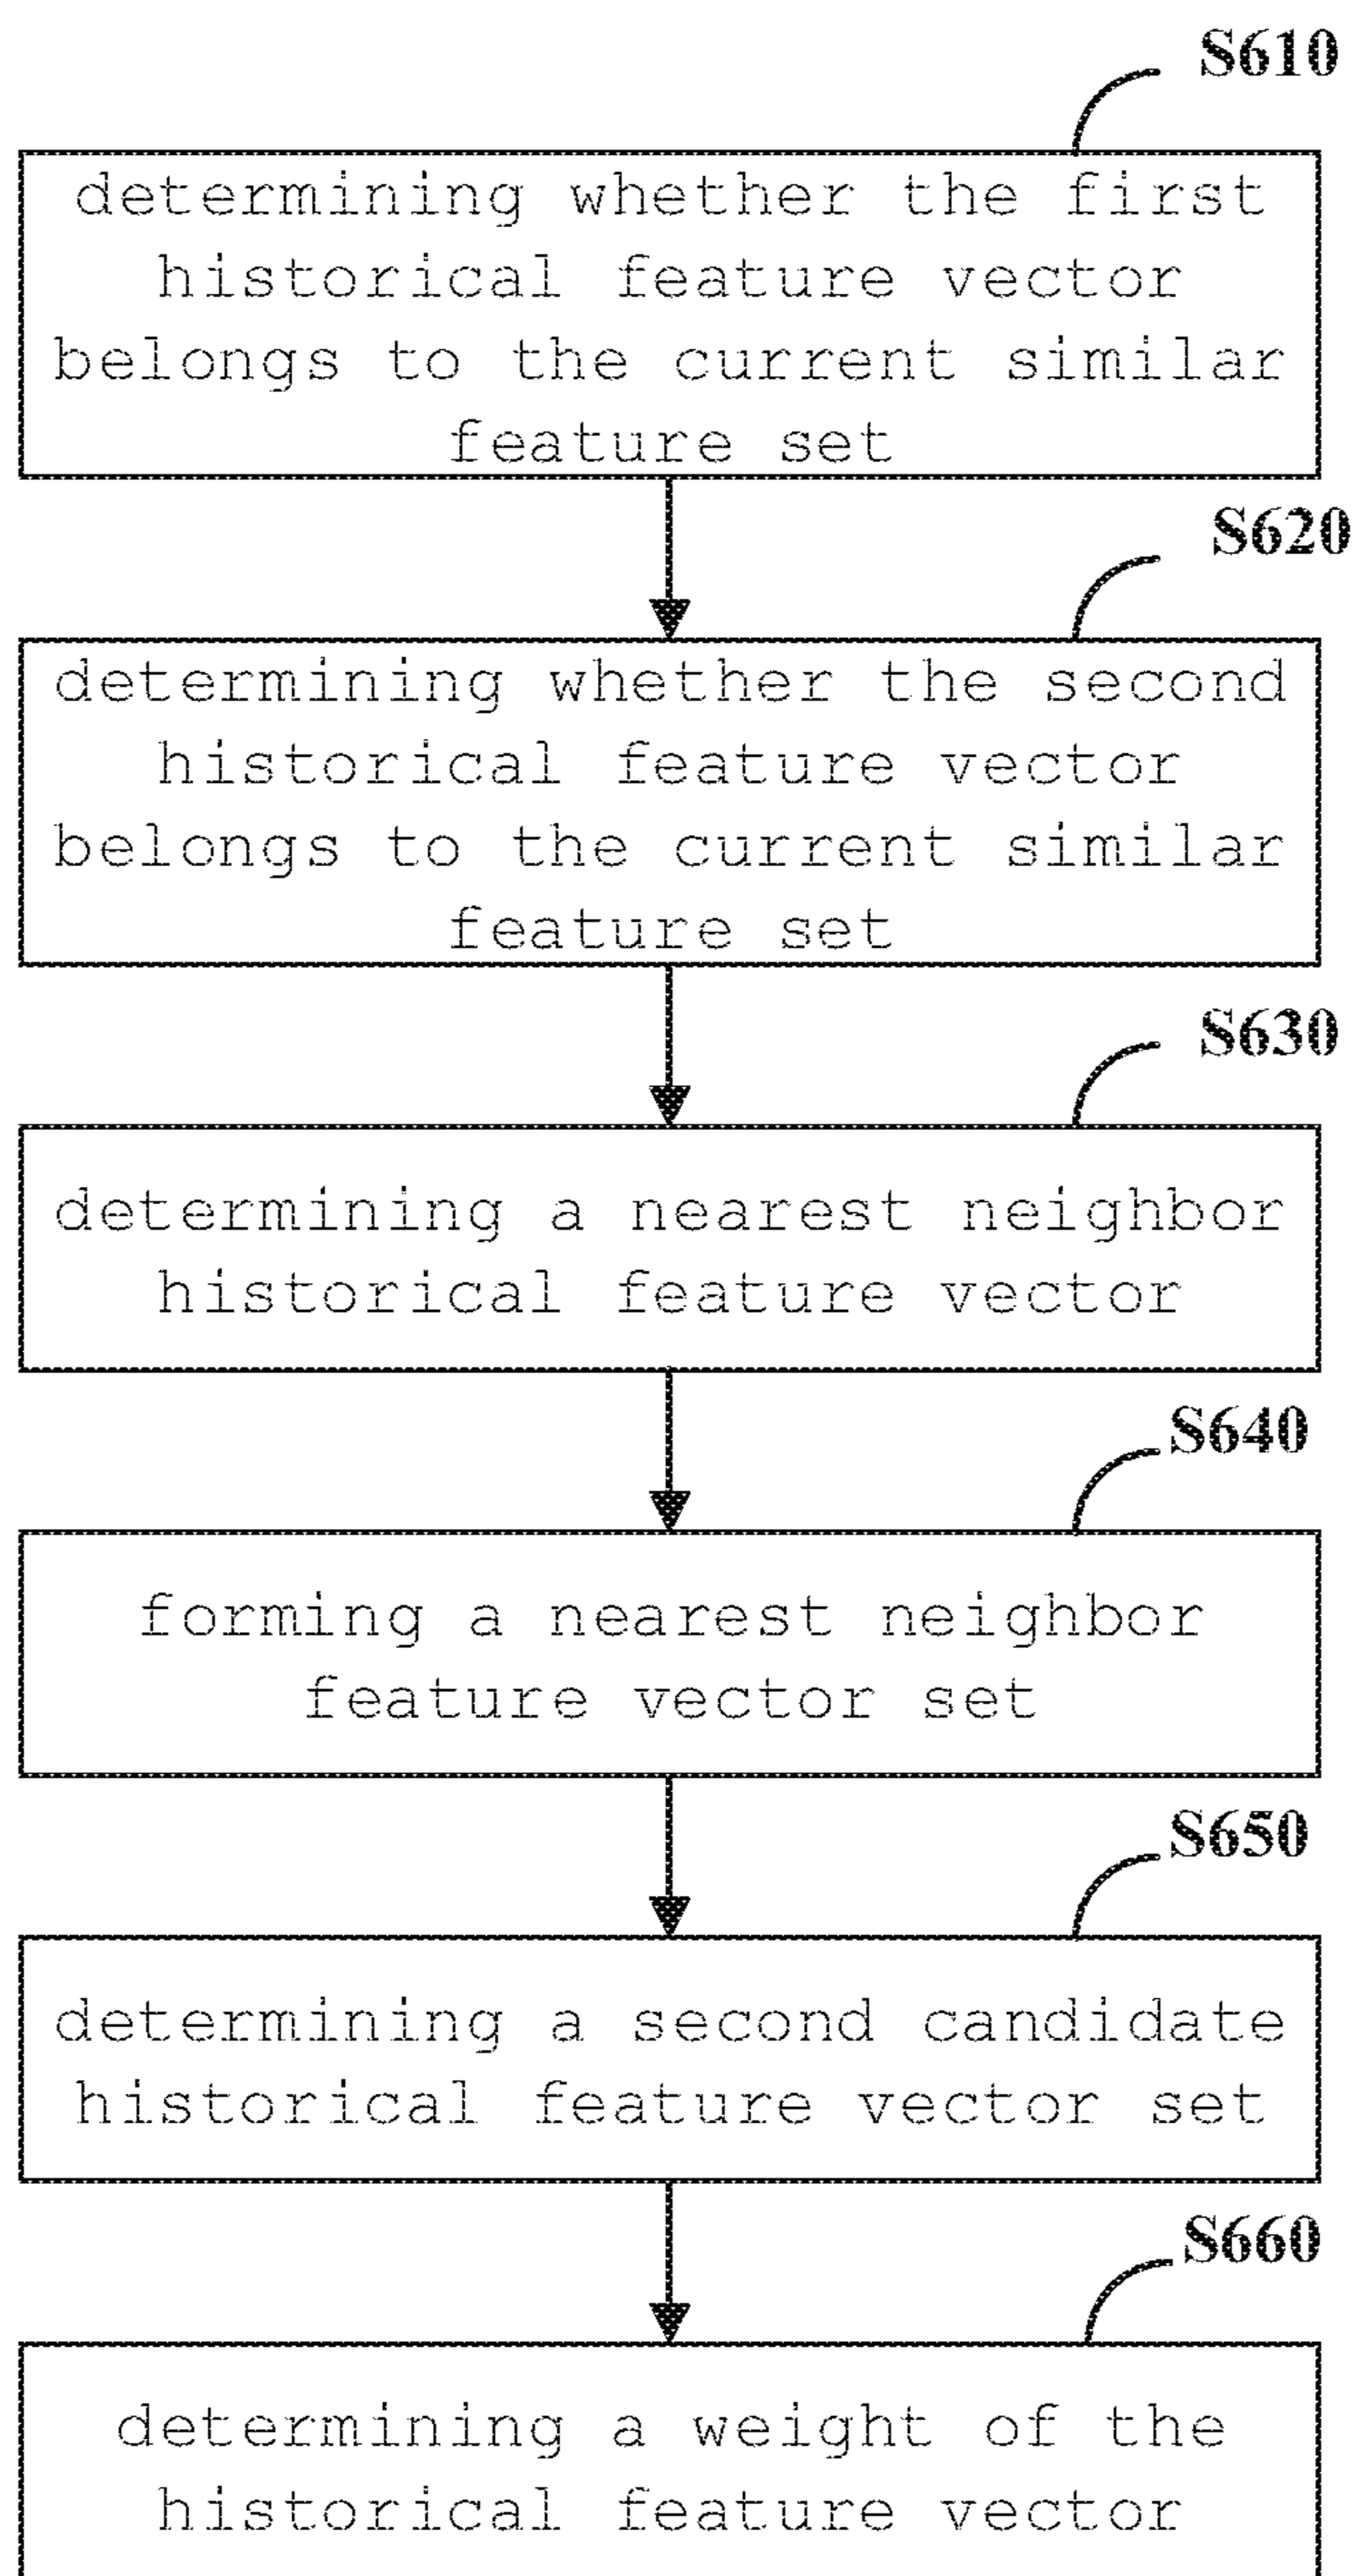 S610
determining whether the first
historical feature vector
belongs to the current similar
feature set
S620
determining whether the second
historical feature vector
belongs to the current similar
feature set
S630
determining a nearest neighbor
historical feature vector
S640
forming a nearest neighbor
feature vector set
S650
determining a second candidate
historical feature vector set
S660
determining a weight of the
historical feature vector